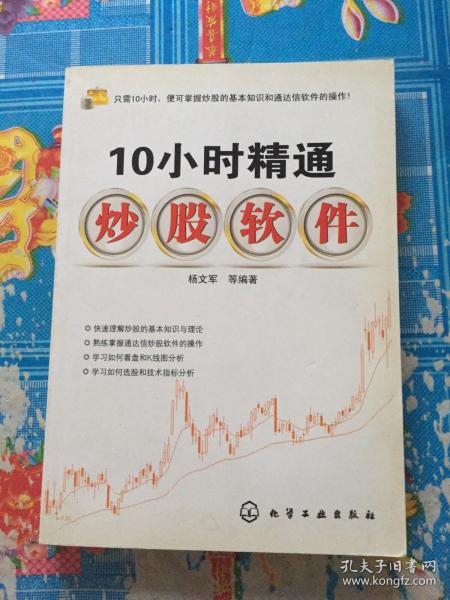 只需10小时，便可掌握炒股的基本知识和通达信软件的操作！
10小时精通
炒股软件
杨文军 等编著
快速理解炒股的基本知识与理论
熟练掌握通达信炒股软件的操作
学习如何看盘和K线图分析
学习如何选股和技术指标分析
化学工业出版社
孔夫子旧书网
www.kongfz.com